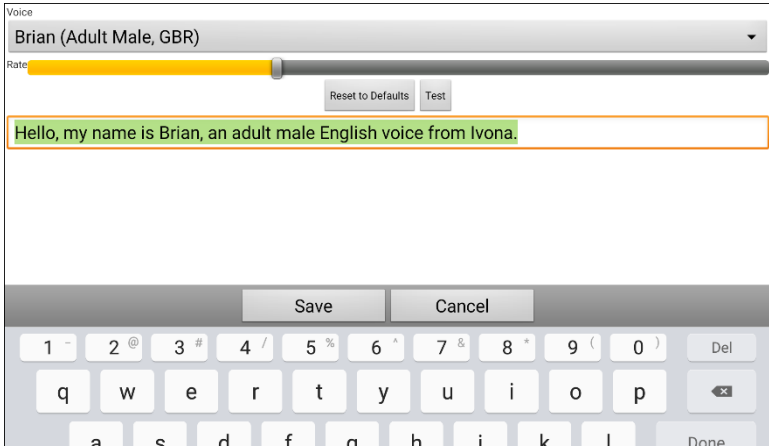 Voice
Brian (Adult Male, GBR)
Rate
Reset to Defaults Test
Hello, my name is Brian, an adult male English voice from Ivona.
Save Cancel
1 - 2 @ 3 # 4 / 5 % 6 ^ 7 & 8 * 9 ( 0 ) Del
q w e r t y u i o p
a s d f g h j k l Done